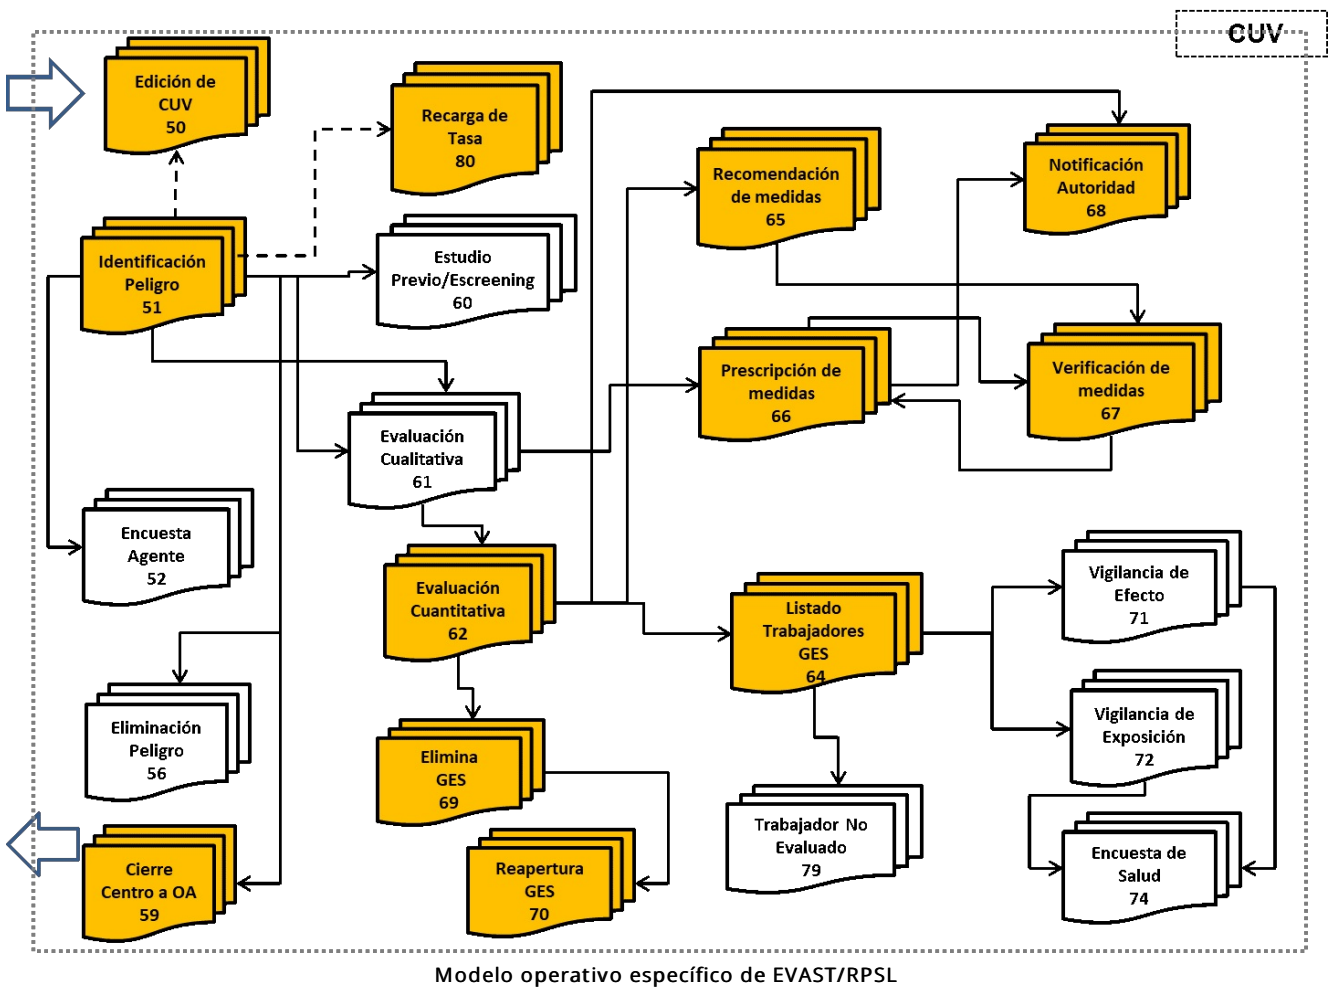 CUV
Edición de
CUV
50
Recarga de
Tasa
80
Recomendación
de medidas
65
Notificación
Autoridad
68
Identificación
Peligro
51
Estudio
Previo/Escreening
60
Prescripción de
medidas
66
Verificación de
medidas
67
Evaluación
Cualitativa
61
Encuesta
Agente
52
Evaluación
Cuantitativa
62
Listado
Trabajadores
GES
64
Vigilancia de
Efecto
71
Eliminación
Peligro
56
Elimina
GES
69
Vigilancia de
Exposición
72
Trabajador No
Evaluado
79
Cierre
Centro a OA
59
Reapertura
GES
70
Encuesta de
Salud
74
Modelo operativo específico de EVAST/RPSL